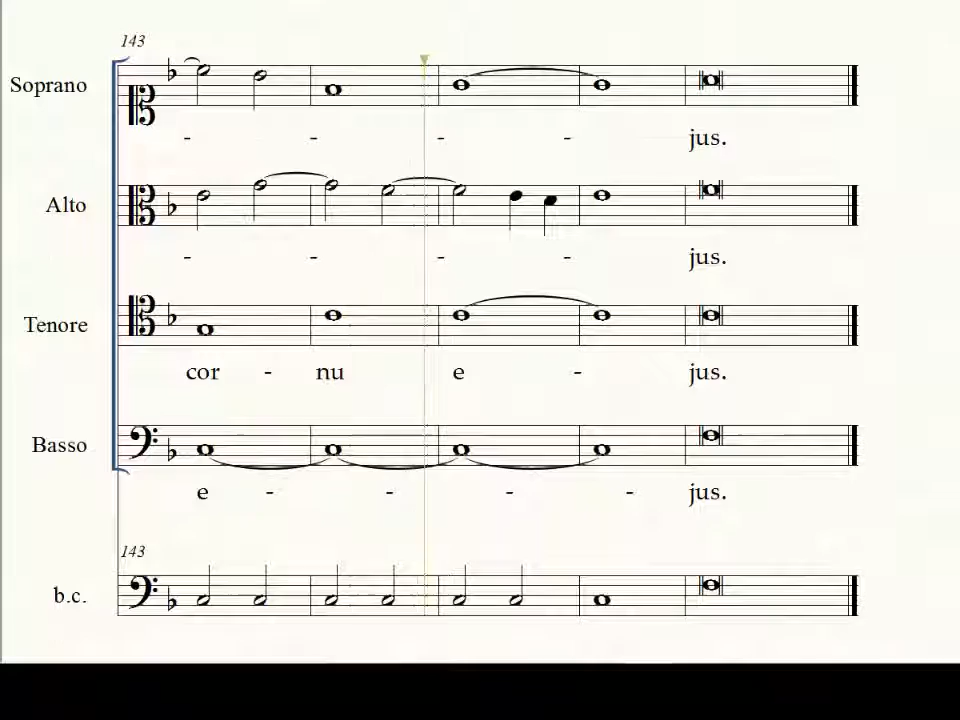 143
Soprano
- - - - jus.
Alto
- - - - jus.
Tenore
cor - nu e - jus.
Basso
e - - - - jus.
143
b.c.